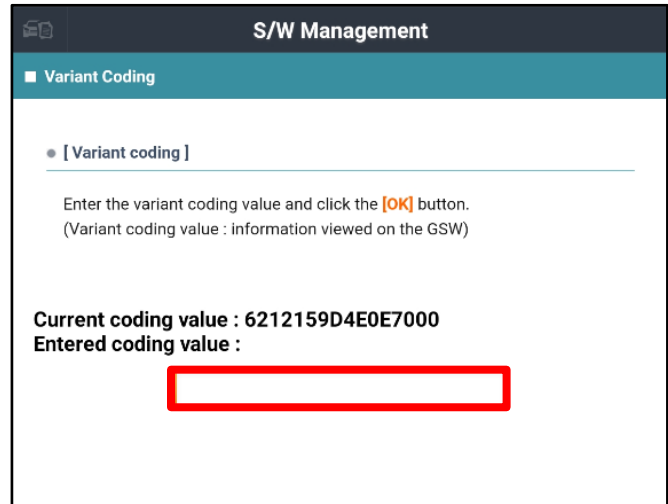 S/W Management
Variant Coding
[ Variant coding ]
Enter the variant coding value and click the [OK] button.
(Variant coding value : information viewed on the GSW)
Current coding value : 6212159D4E0E7000
Entered coding value :